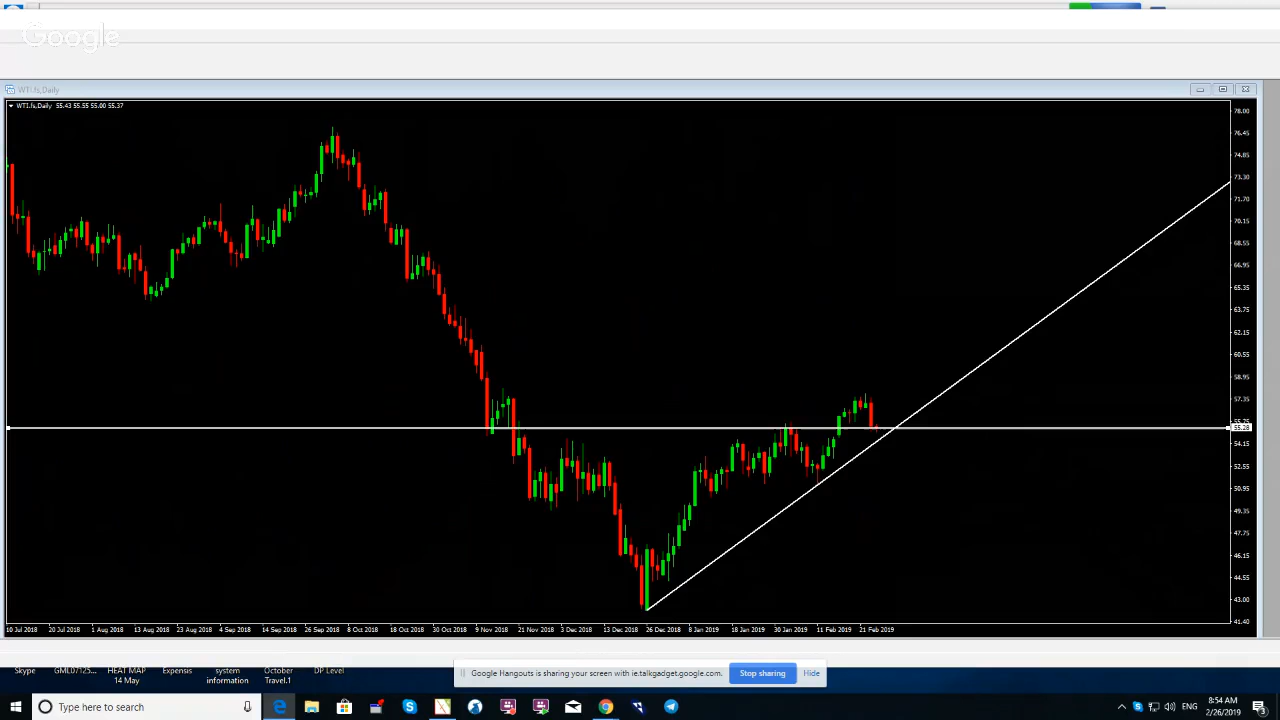 Google
WTI.fs,Daily
WTI.fs,Daily 55.43 55.55 55.00 55.37
78.00
76.45
74.85
73.30
71.70
70.15
68.55
66.95
65.35
63.75
62.15
60.55
58.95
57.35
55.28
54.15
52.55
50.95
49.35
47.75
46.15
44.55
43.00
41.40
10 Jul 2018 20 Jul 2018 1 Aug 2018 13 Aug 2018 23 Aug 2018 4 Sep 2018 14 Sep 2018 26 Sep 2018 8 Oct 2018 18 Oct 2018 30 Oct 2018 9 Nov 2018 21 Nov 2018 3 Dec 2018 13 Dec 2018 26 Dec 2018 8 Jan 2019 18 Jan 2019 30 Jan 2019 11 Feb 2019 21 Feb 2019
Skype GML07125... HEAT MAP Expensis system October DP Level
14 May information Travel.1
Google Hangouts is sharing your screen with ie.talkgadget.google.com. Stop sharing Hide
Type here to search
ENG
8:54 AM
2/26/2019
3